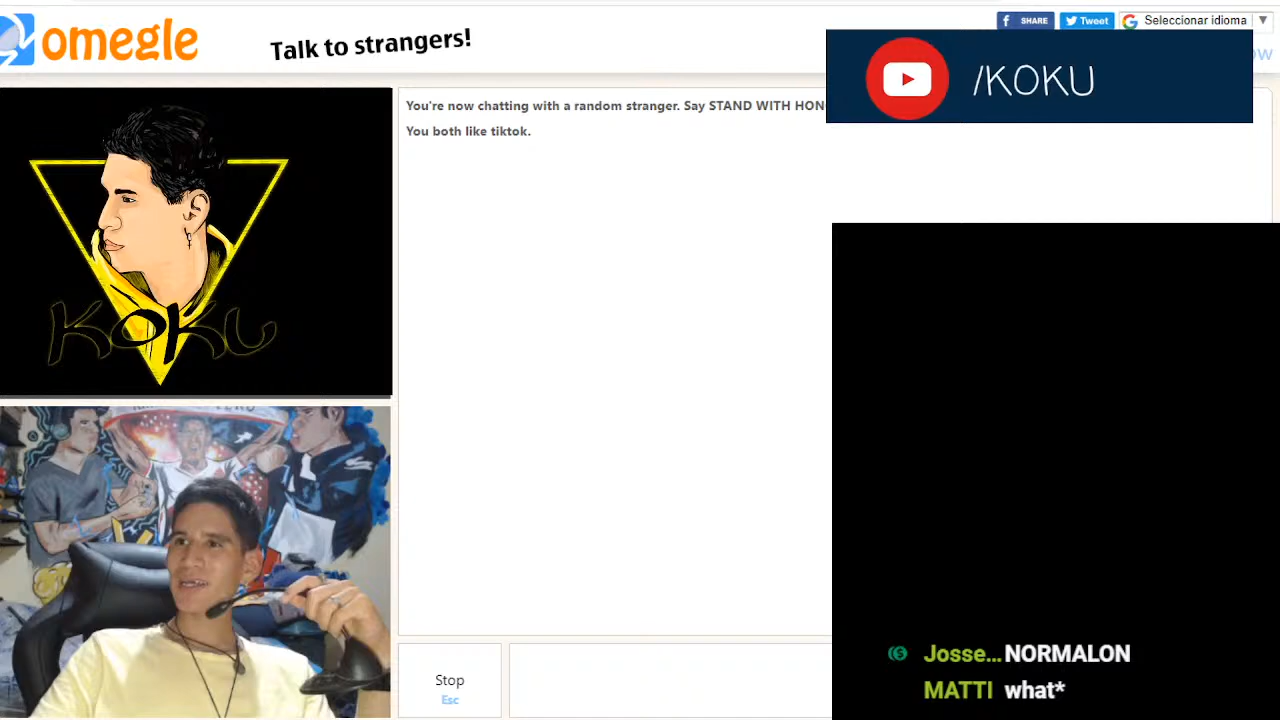 omegle
Talk to strangers!
SHARE
Tweet
Seleccionar idioma
/KOKU
You're now chatting with a random stranger. Say STAND WITH HON
You both like tiktok.
KOKU
Stop
Esc
Josse... NORMALON
MATTI what*